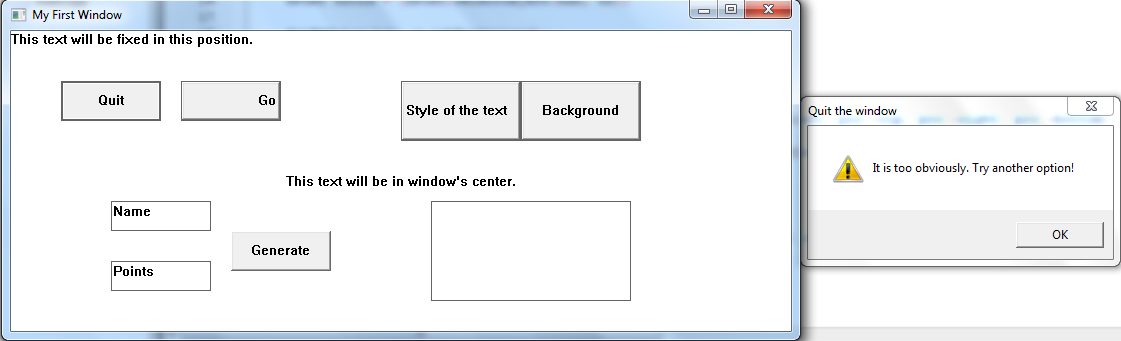 My First Window
This text will be fixed in this position.
Quit
Go
Style of the text
Background
This text will be in window's center.
Name
Generate
Points
Quit the window
It is too obviously. Try another option!
OK